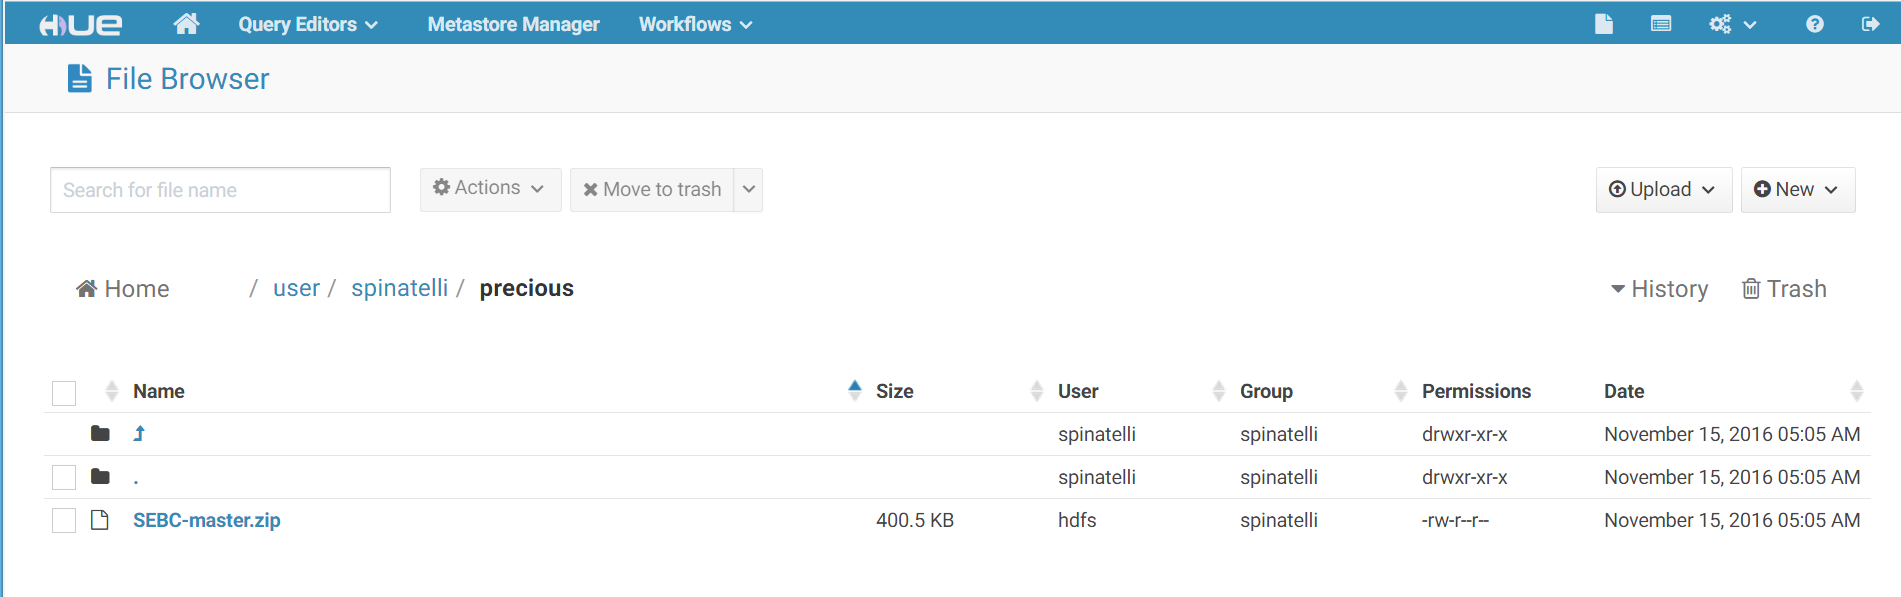 HUE Query Editors Metastore Manager Workflows
File Browser
Search for file name Actions Move to trash Upload New
Home / user / spinatelli / precious History Trash
Name Size User Group Permissions Date
spinatelli spinatelli drwxr-xr-x November 15, 2016 05:05 AM
. spinatelli spinatelli drwxr-xr-x November 15, 2016 05:05 AM
SEBC-master.zip 400.5 KB hdfs spinatelli -rw-r--r-- November 15, 2016 05:05 AM